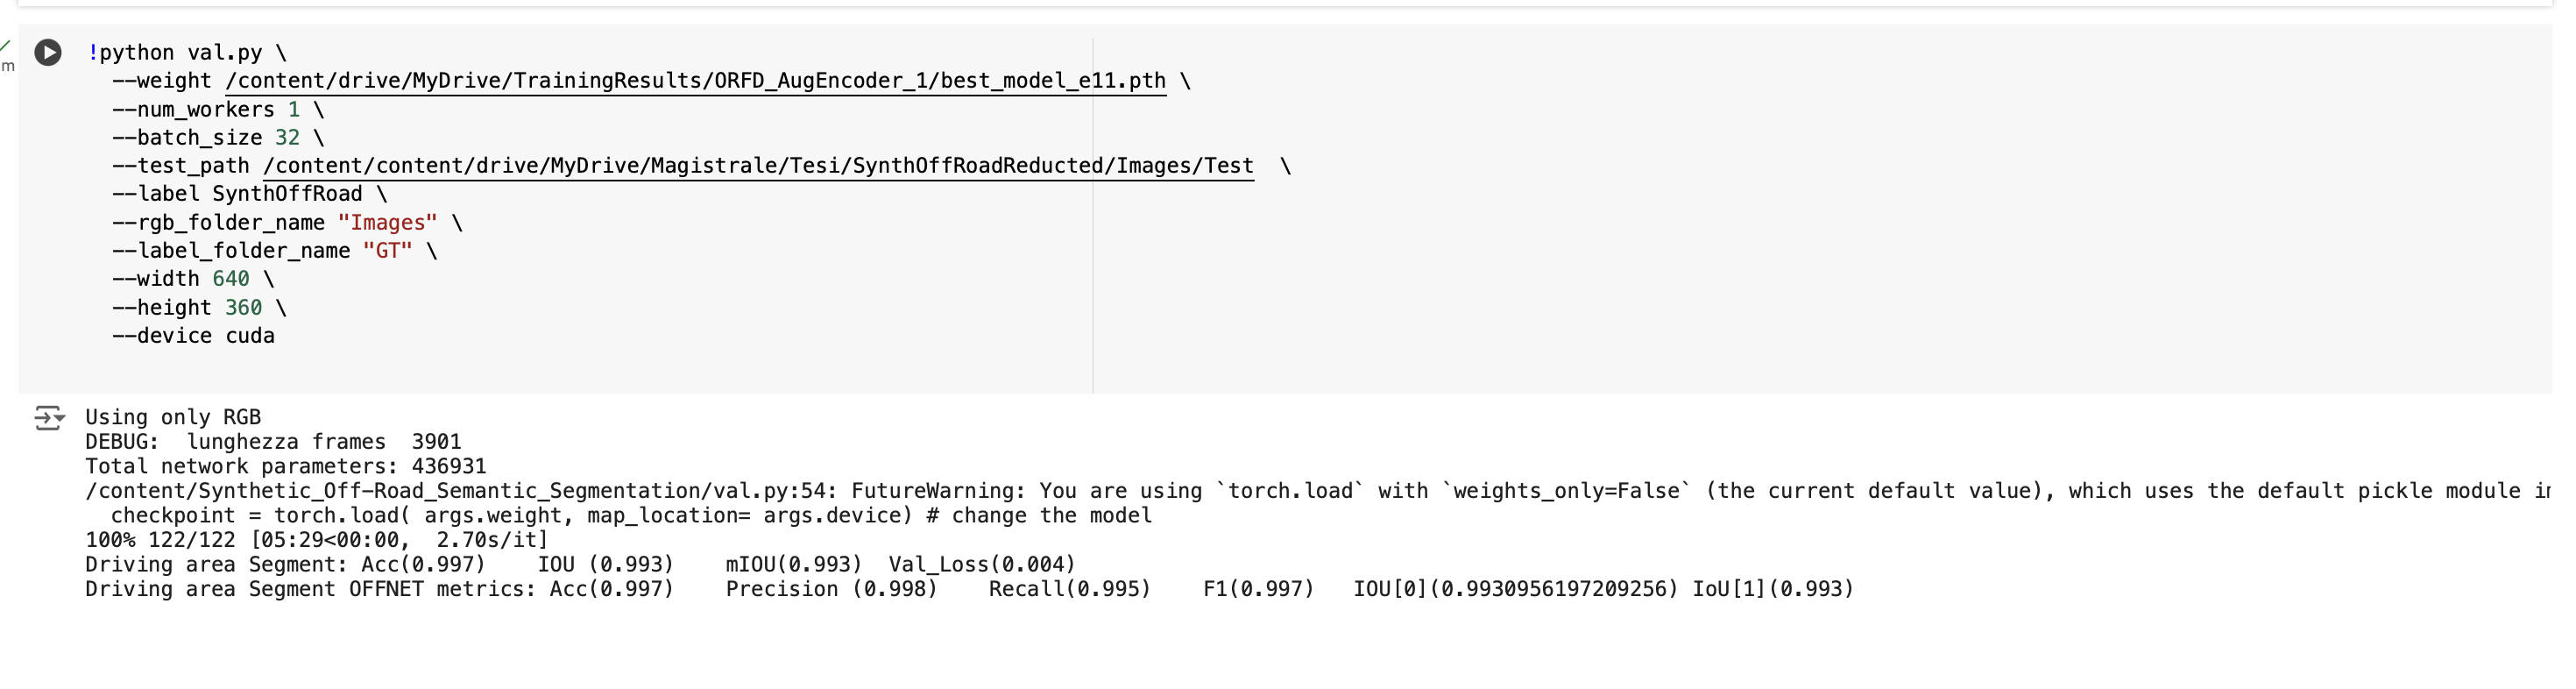 !python val.py \
--weight /content/drive/MyDrive/TrainingResults/ORFD_AugEncoder_1/best_model_e11.pth \
m
--num_workers 1 \
--batch_size 32 \
--test_path /content/content/drive/MyDrive/Magistrale/Tesi/SynthOffRoadReducted/Images/Test \
--label SynthOffRoad \
--rgb_folder_name "Images" \
--label_folder_name "GT" \
--width 640 \
--height 360 \
--device cuda
Using only RGB
DEBUG:  lunghezza frames  3901
Total network parameters: 436931
/content/Synthetic_Off-Road_Semantic_Segmentation/val.py:54: FutureWarning: You are using `torch.load` with `weights_only=False` (the current default value), which uses the default pickle module
checkpoint = torch.load( args.weight, map_location= args.device) # change the model
100% 122/122 [05:29<00:00,  2.70s/it]
Driving area Segment: Acc(0.997)    IOU (0.993)    mIOU(0.993)  Val_Loss(0.004)
Driving area Segment OFFNET metrics: Acc(0.997)    Precision (0.998)    Recall(0.995)    F1(0.997)   IOU[0](0.9930956197209256) IoU[1](0.993)